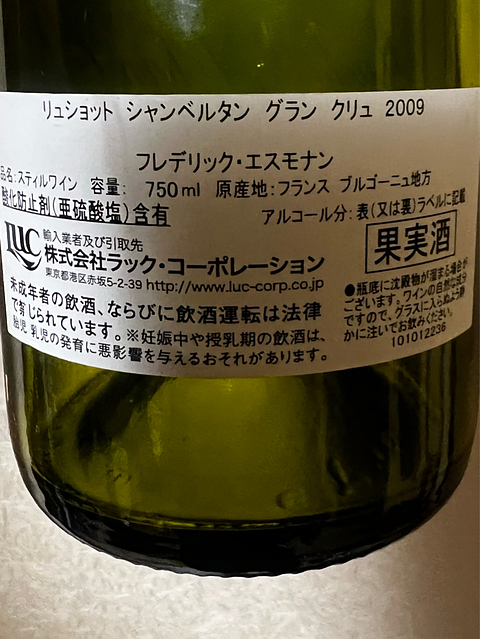 リュショット シャンベルタン グラン クリュ 2009
フレデリック・エスモナン
品名:スティルワイン 容量: 750ml 原産地:フランス ブルゴーニュ地方
酸化防止剤(亜硫酸塩)含有
アルコール分:表(又は裏)ラベルに記載
LUC
輸入業者及び引取先
株式会社ラック・コーポレーション
東京都港区赤坂5-2-39 http://www.luc-corp.co.jp
果実酒
未成年者の飲酒、ならびに飲酒運転は法律
で禁じられています。※妊娠中や授乳期の飲酒は、
胎児 乳児の発育に悪影響を与えるおそれがあります。
●瓶底に沈殿物が溜まる場合が
ございます。ワインの自然な成分
ですので、グラスに入らぬよう静
かに注いでお飲みください。
101012236